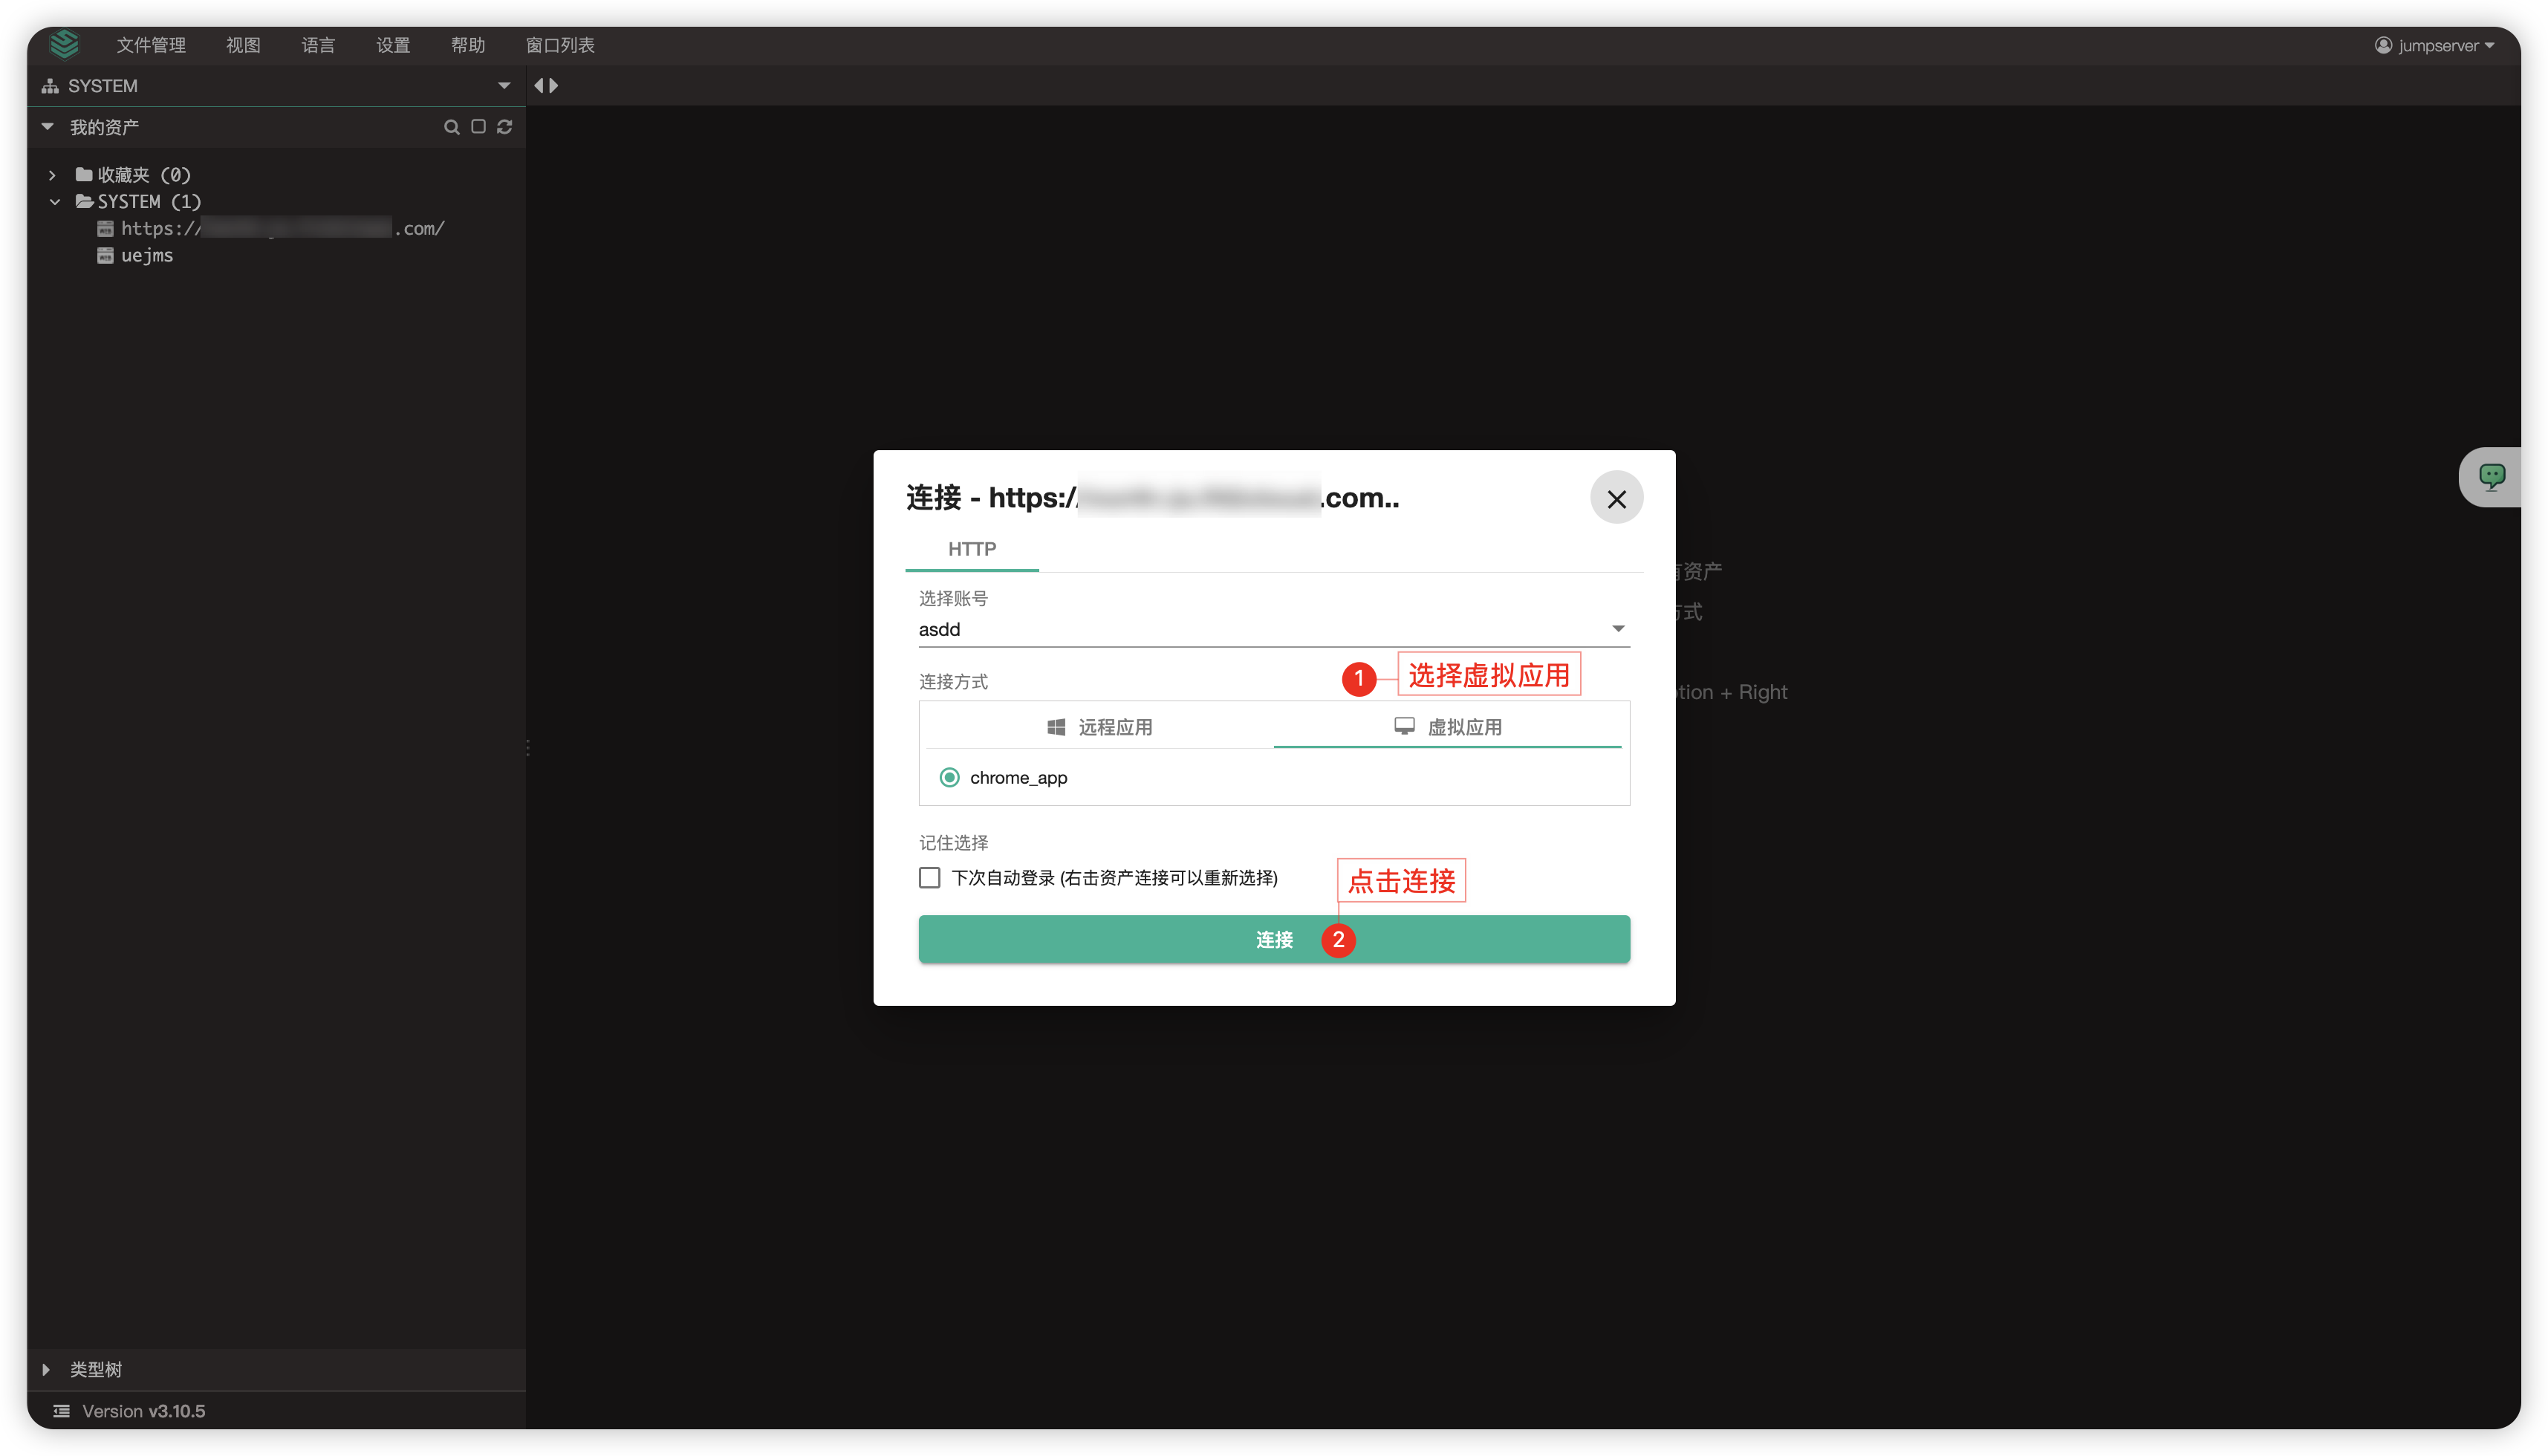 文件管理 视图 语言 设置 帮助 窗口列表 jumpserver
SYSTEM
我的资产
收藏夹 (0)
SYSTEM (1)
https:// .com/
uejms
连接 - https:/ .com..
HTTP
选择账号
资产
asdd
式
连接方式
1 选择虚拟应用
tion + Right
远程应用 虚拟应用
chrome_app
记住选择
下次自动登录 (右击资产连接可以重新选择)
点击连接
连接 2
类型树
Version v3.10.5